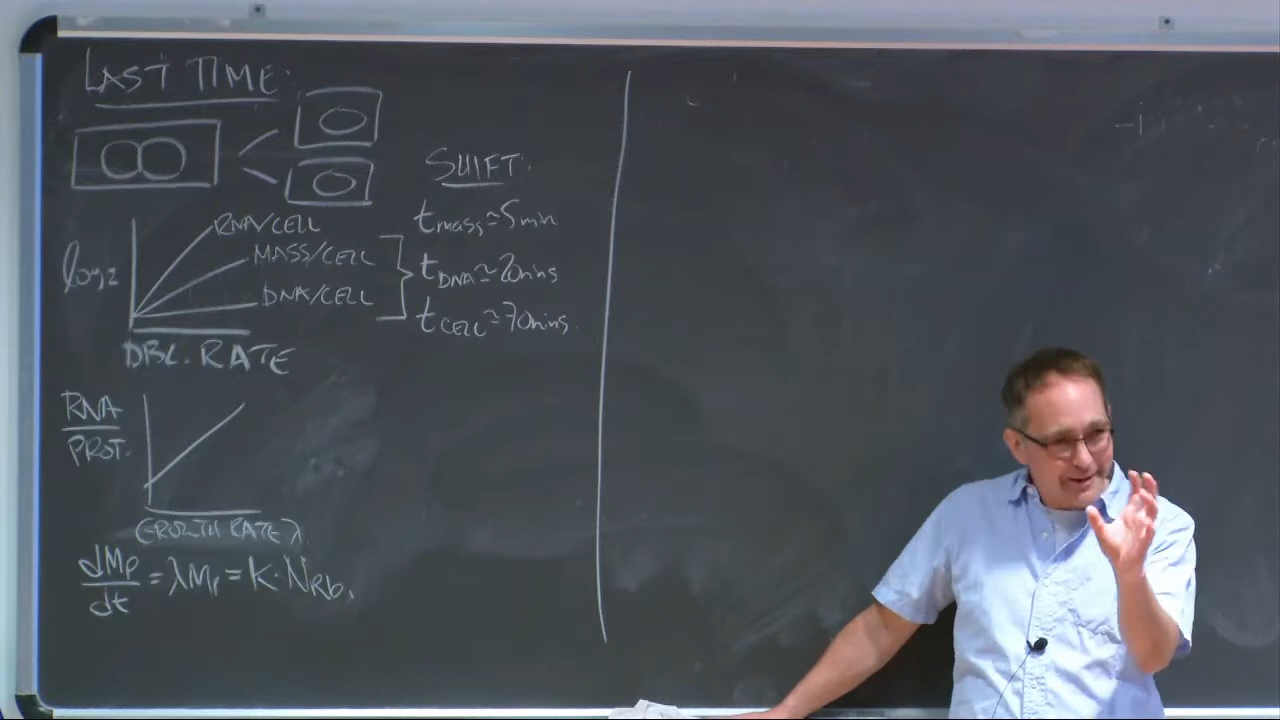 LAST TIME:
log2
RNA/CELL
MASS/CELL
DNA/CELL
DBL. RATE
SHIFT:
tmass ≃ 5min
tDNA ≃ 20mins
tCELL ≃ 70mins.
RNA
PROT.
GROWTH RATE λ
dMp/dt = λMp = K·NRb.